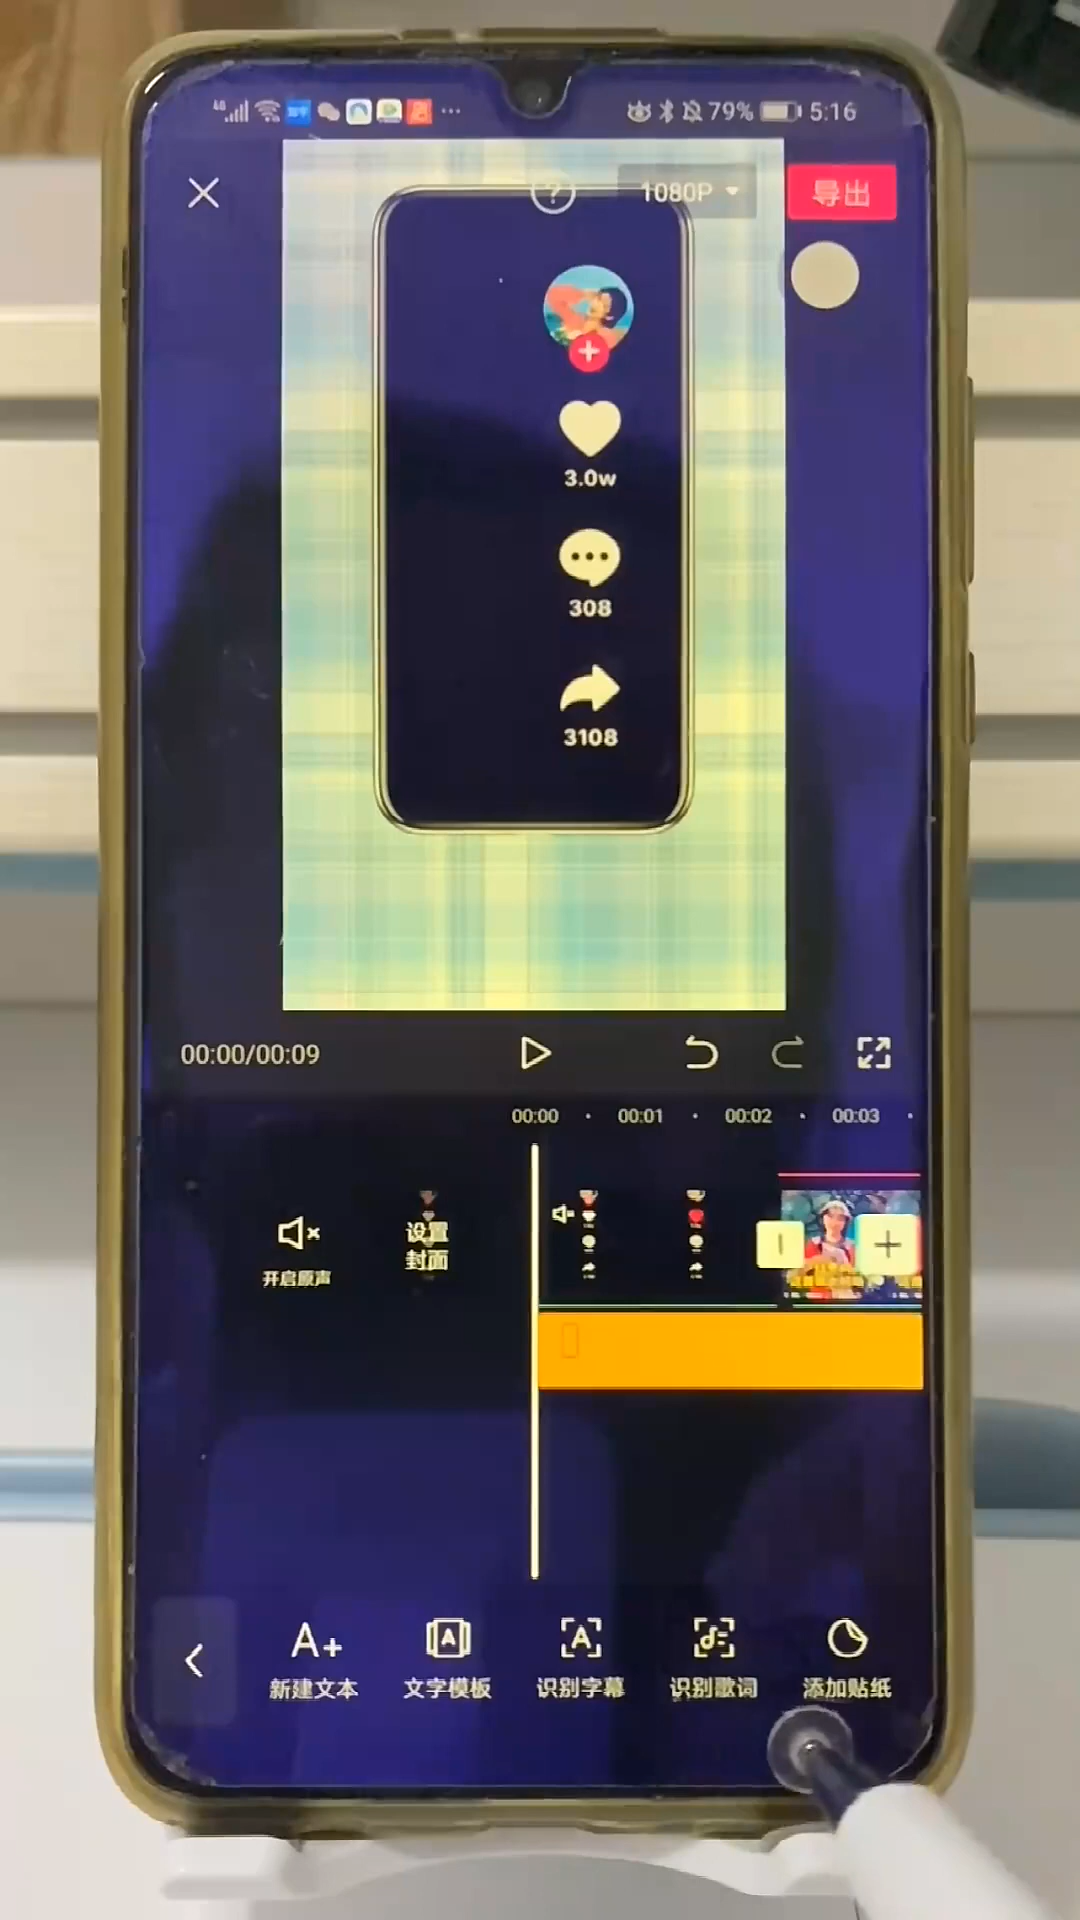 4G 79% 5:16
? 1080P 导出
3.0w
308
3108
00:00/00:09
00:00 00:01 00:02 00:03
开启原声
设置
封面
新建文本 文字模板 识别字幕 识别歌词 添加贴纸